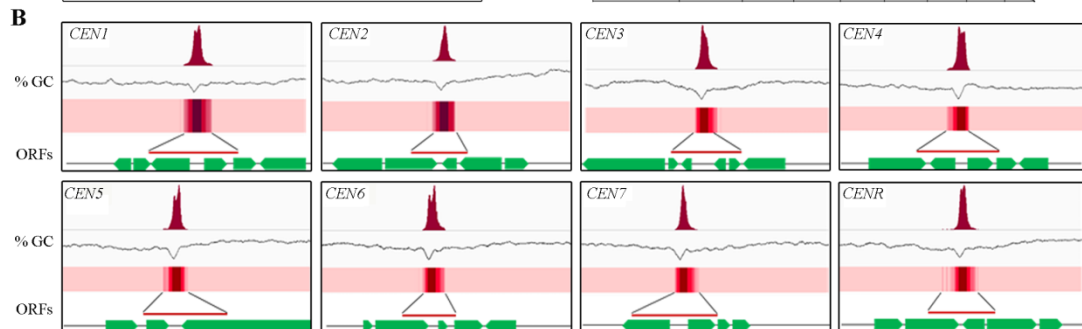 B
CEN1 CEN2 CEN3 CEN4
% GC
ORFs
CEN5 CEN6 CEN7 CENR
% GC
ORFs